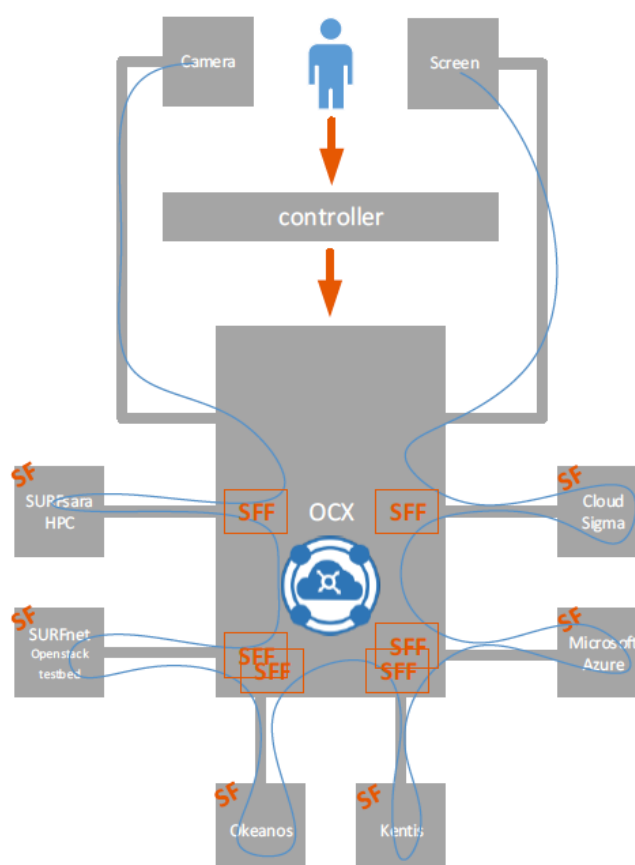 Camera
Screen
controller
SF
SURFsara
HPC
SFF
OCX
SFF
SF
Cloud
Sigma
SF
SURFnet
Openstack
testbed
SFF
SFF
SFF
SFF
SF
Microsoft
Azure
SF
Okeanos
SF
Kentis